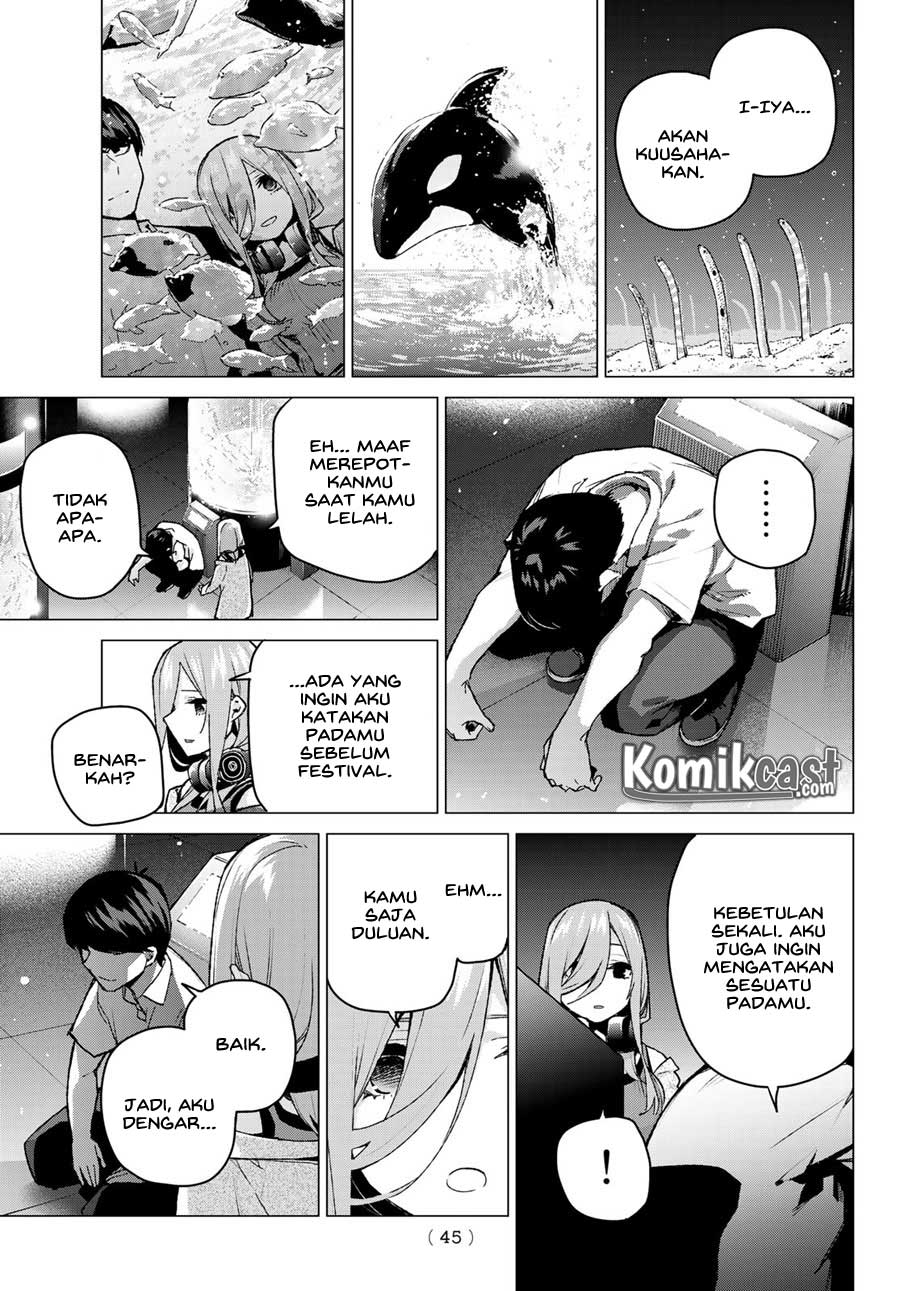 I-IYA...
AKAN
KUUSAHA-
KAN.
......
EH... MAAF
MEREPOT-
KANMU
SAAT KAMU
LELAH.
TIDAK
APA-
APA.
...ADA YANG
INGIN AKU
KATAKAN
PADAMU
SEBELUM
FESTIVAL.
BENAR-
KAH?
Komikcast
.com
KEBETULAN
SEKALI. AKU
JUGA INGIN
MENGATAKAN
SESUATU
PADAMU.
!
EHM...
KAMU
SAJA
DULUAN.
BAIK.
JADI, AKU
DENGAR...
( 45 )